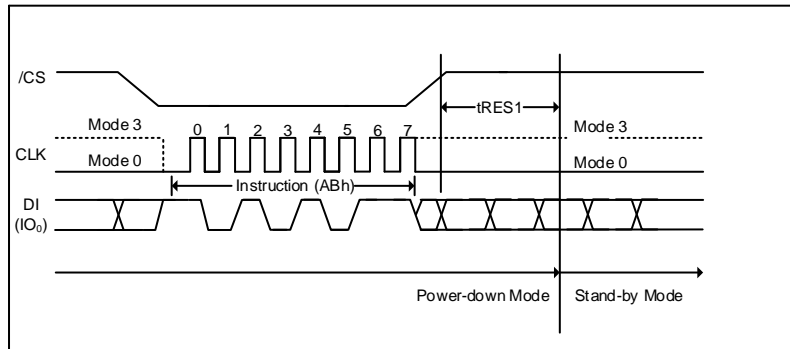 /CS
tRES1
Mode 3
0 1 2 3 4 5 6 7
Mode 3
CLK
Mode 0
Mode 0
Instruction (ABh)
DI
(IO₀)
Power-down Mode
Stand-by Mode